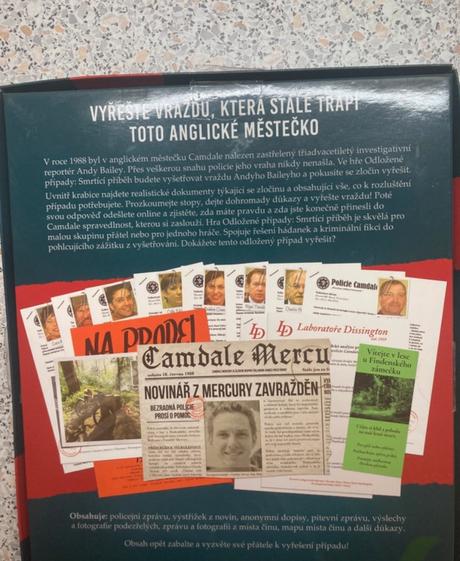 VYŘEŠTE VRAŽDU, KTERÁ STÁLE TRÁPÍ
TOTO ANGLICKÉ MĚSTEČKO
V roce 1988 byl v anglickém městečku Camdale nalezen zastřelený třiadvacetiletý investigativní
reportér Andy Bailey. Přes veškerou snahu policie jeho vraha nikdy nenašla. Ve hře Odložené
případy: Smrtící příběh budete vyšetřovat vraždu Andyho Baileyho a pokusíte se zločin vyřešit.
Uvnitř krabice najdete realistické dokumenty týkající se zločinu a obsahující vše, co k rozluštění
případu potřebujete. Prozkoumejte stopy, dejte dohromady důkazy a vyřešte vraždu! Poté
svou odpověď odešlete online a zjistěte, zda máte pravdu a zda jste konečně přinesli do
Camdale spravedlnost, kterou si zaslouží. Hra Odložené případy: Smrtící příběh je skvělá pro
malou skupinu přátel nebo pro jednoho hráče. Spojuje řešení hádanek a kriminální fikci do
pohlcujícího zážitku z vyšetřování. Dokážete tento odložený případ vyřešit?
Policie Camdale
NA PRODEJ
LD
LD Laboratoře Dissington
Camdale Mercu
sobota 18. června 1988
NOVINÁŘ Z MERCURY ZAVRAŽDĚN
BEZRADNÁ POLICIE
PROSÍ O POMOC
Vítejte v lese
u Findenského
zámečku
Obsahuje: policejní zprávu, výstřižek z novin, anonymní dopisy, pitevní zprávu, výslechy
a fotografie podezřelých, zprávu a fotografii z místa činu, mapu místa činu a další důkazy.
Obsah opět zabalte a vyzvěte své přátele k vyřešení případu!